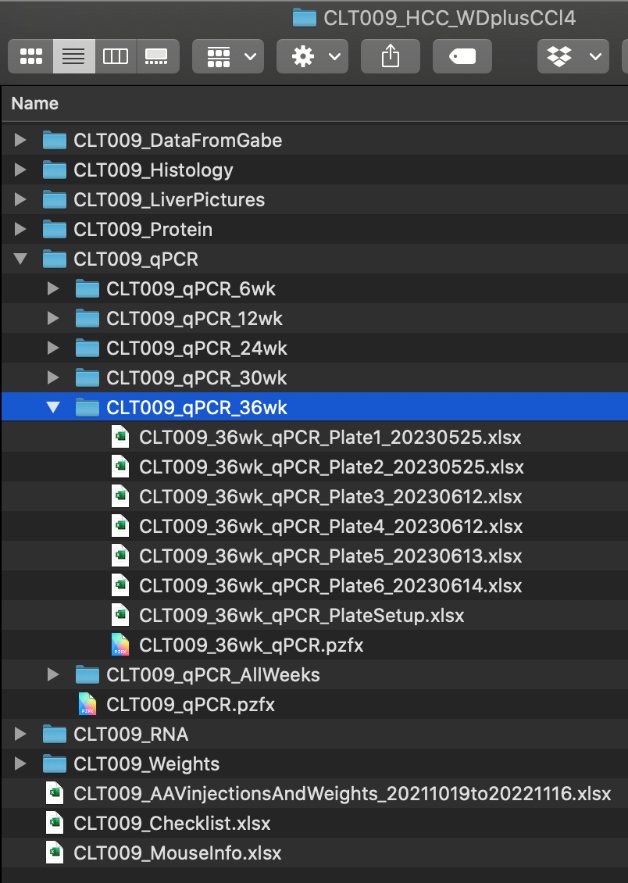 CLT009_HCC_WDplusCCl4
Name
CLT009_DataFromGabe
CLT009_Histology
CLT009_LiverPictures
CLT009_Protein
CLT009_qPCR
CLT009_qPCR_6wk
CLT009_qPCR_12wk
CLT009_qPCR_24wk
CLT009_qPCR_30wk
CLT009_qPCR_36wk
CLT009_36wk_qPCR_Plate1_20230525.xlsx
CLT009_36wk_qPCR_Plate2_20230525.xlsx
CLT009_36wk_qPCR_Plate3_20230612.xlsx
CLT009_36wk_qPCR_Plate4_20230612.xlsx
CLT009_36wk_qPCR_Plate5_20230613.xlsx
CLT009_36wk_qPCR_Plate6_20230614.xlsx
CLT009_36wk_qPCR_PlateSetup.xlsx
CLT009_36wk_qPCR.pzfx
CLT009_qPCR_AllWeeks
CLT009_qPCR.pzfx
CLT009_RNA
CLT009_Weights
CLT009_AAVinjectionsAndWeights_20211019to20221116.xlsx
CLT009_Checklist.xlsx
CLT009_MouseInfo.xlsx